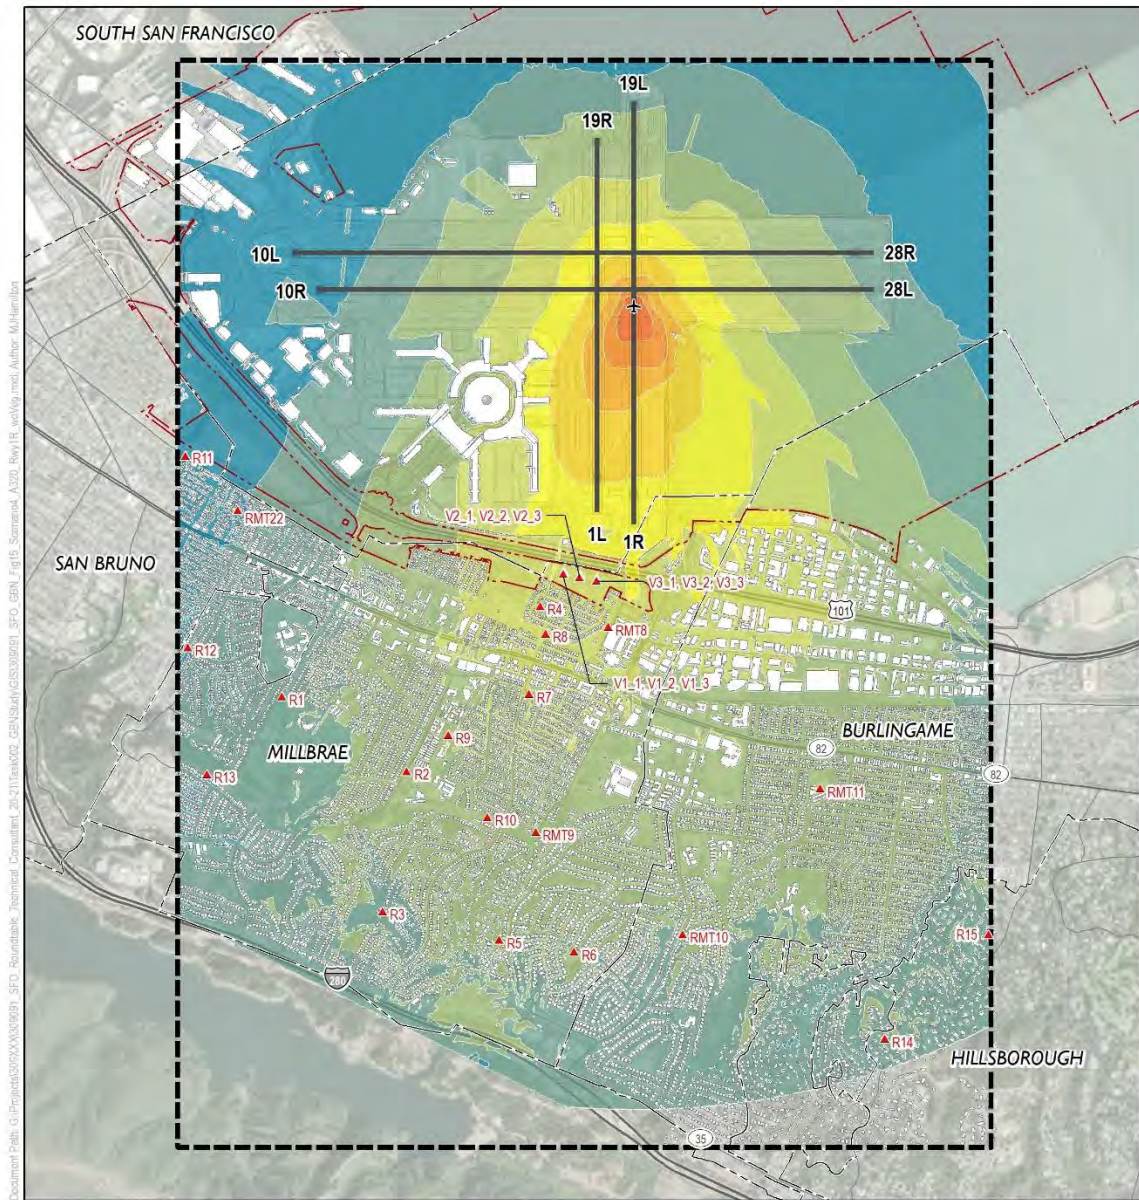 SOUTH SAN FRANCISCO
19L
19R
10L
28R
10R
28L
R11
V2_1, V2_2, V2_3
1L
1R
RMT22
SAN BRUNO
V3_1, V3_2, V3_3
R4
101
R8
RMT8
R12
V1_1, V1_2, V1_3
R1
R7
BURLINGAME
R9
MILLBRAE
82
R2
R13
82
RMT11
R10
RMT9
R3
R5
RMT10
R15
R6
280
R14
HILLSBOROUGH
35